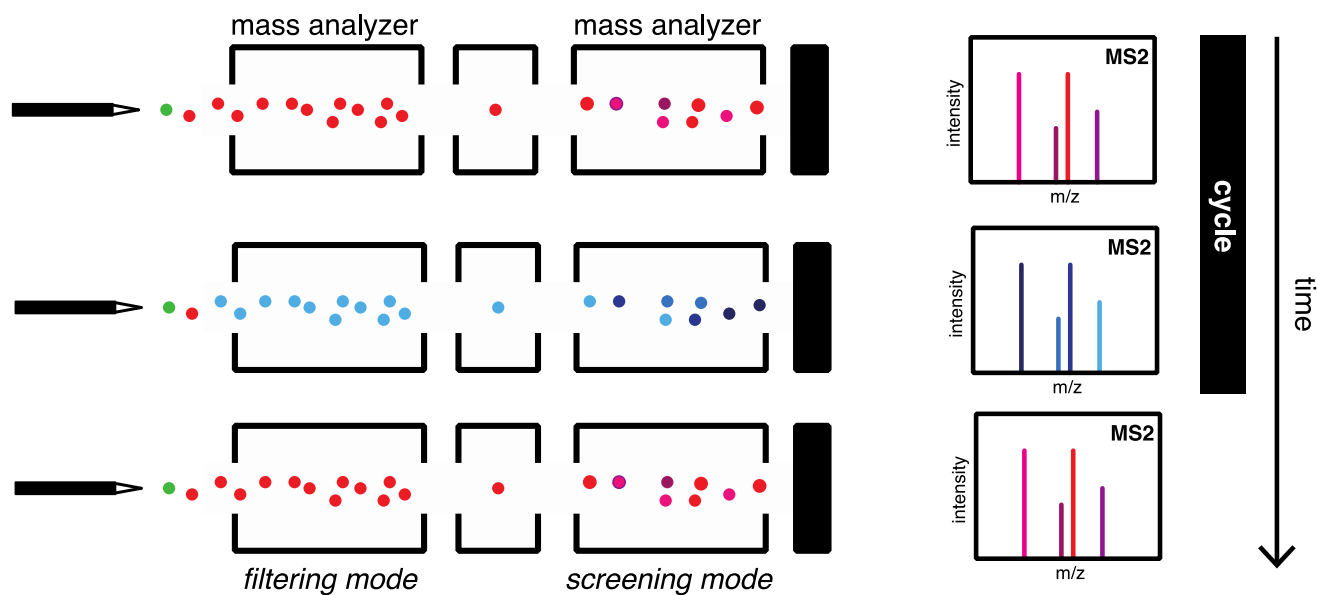 mass analyzer
mass analyzer
MS2
intensity
m/z
MS2
intensity
m/z
MS2
intensity
m/z
cycle
time
filtering mode
screening mode